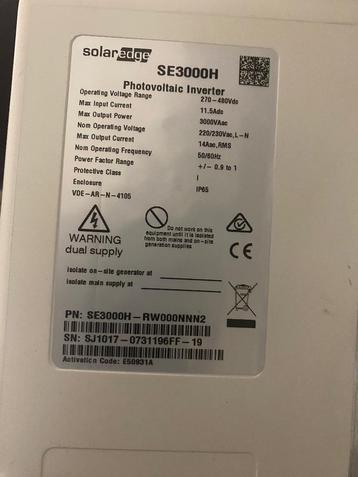 solaredge
SE3000H
Photovoltaic Inverter
Operating Voltage Range 270-480Vdc
Max Input Current 11.5Adc
Max Output Power 3000VAac
Nom Operating Voltage 220/230Vac, L-N
Max Output Current 14Aac, RMS
Nom Operating Frequency 50/60Hz
Power Factor Range +/- 0.9 to 1
Protective Class I
Enclosure IP65
VDE-AR-N-4105
WARNING
dual supply
Do not work on this
equipment until it is isolated
from both mains and on-site
generation supplies
CE
Isolate on-site generator at
Isolate main supply at
PN: SE3000H-RW000NNN2
SN: SJ1017-0731196FF-19
Activation Code: E50931A